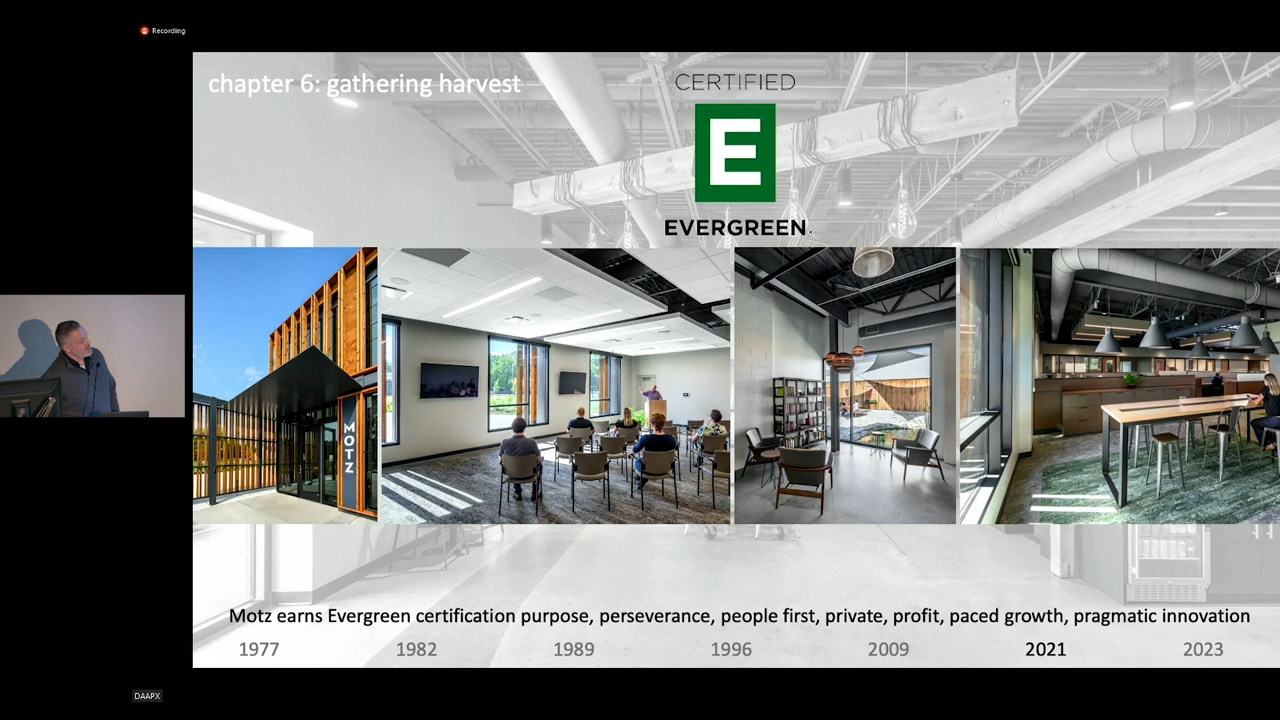 Recording
chapter 6: gathering harvest
CERTIFIED
E
EVERGREEN.
MOTZ
Motz earns Evergreen certification purpose, perseverance, people first, private, profit, paced growth, pragmatic innovation
1977 1982 1989 1996 2009 2021 2023
DAAPX